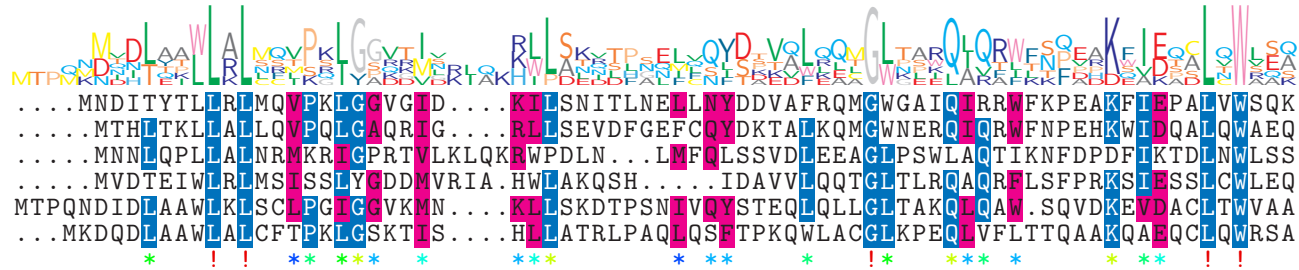 ....MNDITYTLLRLMQVPKLGGVGID....KILSNITLNELLNYDDVAFRQMGWGAIQIRRWFKPEAKFIEPALVWSQK
.....MTHLTKLLALLQVPQLGAQRIG....RLLSEVDFGEFCQYDKTALKQMGWNERQIQRWFNPEHKWIDQALQWAEQ
.....MNNLQPLLALNRMKRIGPRTVLKLQKRWPDLN...LMFQLSSVDLEEAGLPSWLAQTIKNFDPDFIKTDLNWLSS
.....MVDTEIWLRLMSISSLYGDDMVRIA.HWLAKQSH.....IDAVVLQQTGLTLRQAQRFLSFPRKSIESSLCWLEQ
MTPQNDIDLAAWLKLSCLPGIGGVKMN....KLLSKDTPSNIVQYSTEQLQLLGLTAKQLQAW.SQVDKEVDACLTWVAA
...MKDQDLAAWLALCFTPKLGSKTIS....HLLATRLPAQLQSFTPKQWLACGLKPEQLVFLTTQAAKQAEQCLQWRSA
* ! ! * * * * * * * * * * * * * ! * * * * * * * ! !